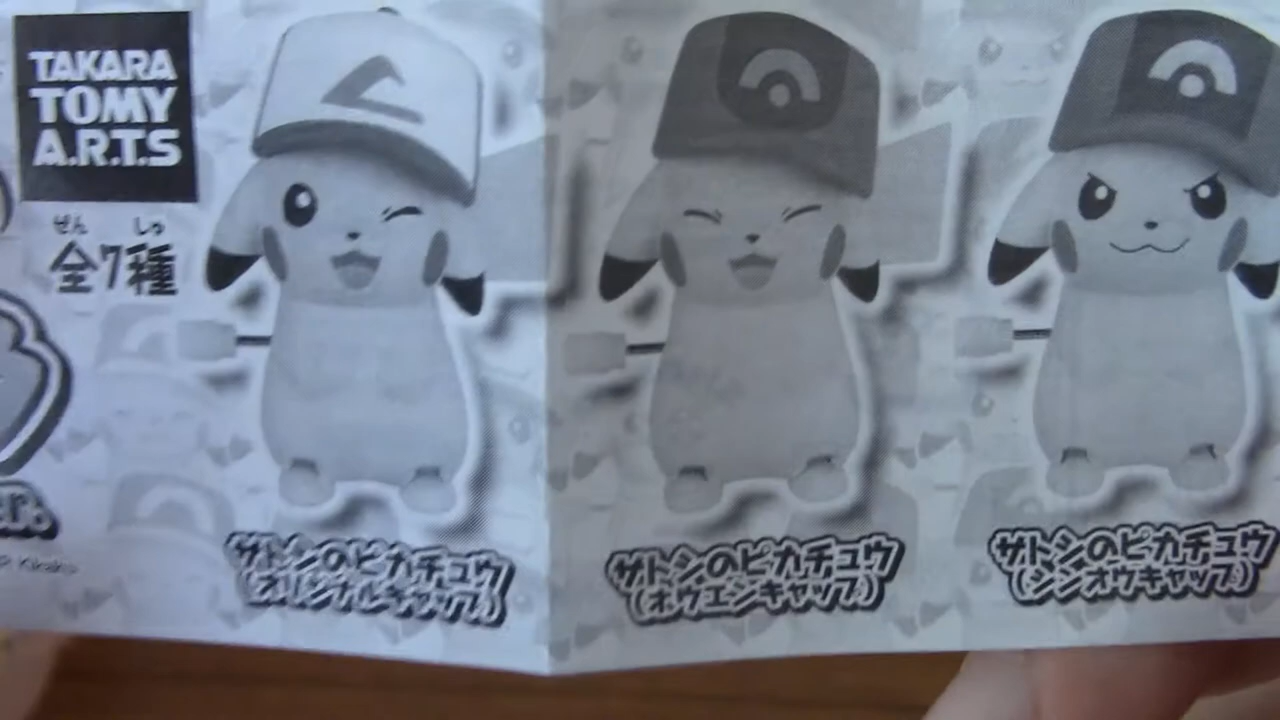 TAKARA
TOMY
A.R.T.S
ぜん しゅ
全7種
サトシのピカチュウ
(オリジナルキャップ)
サトシのピカチュウ
(ホウエンキャップ)
サトシのピカチュウ
(シンオウキャップ)